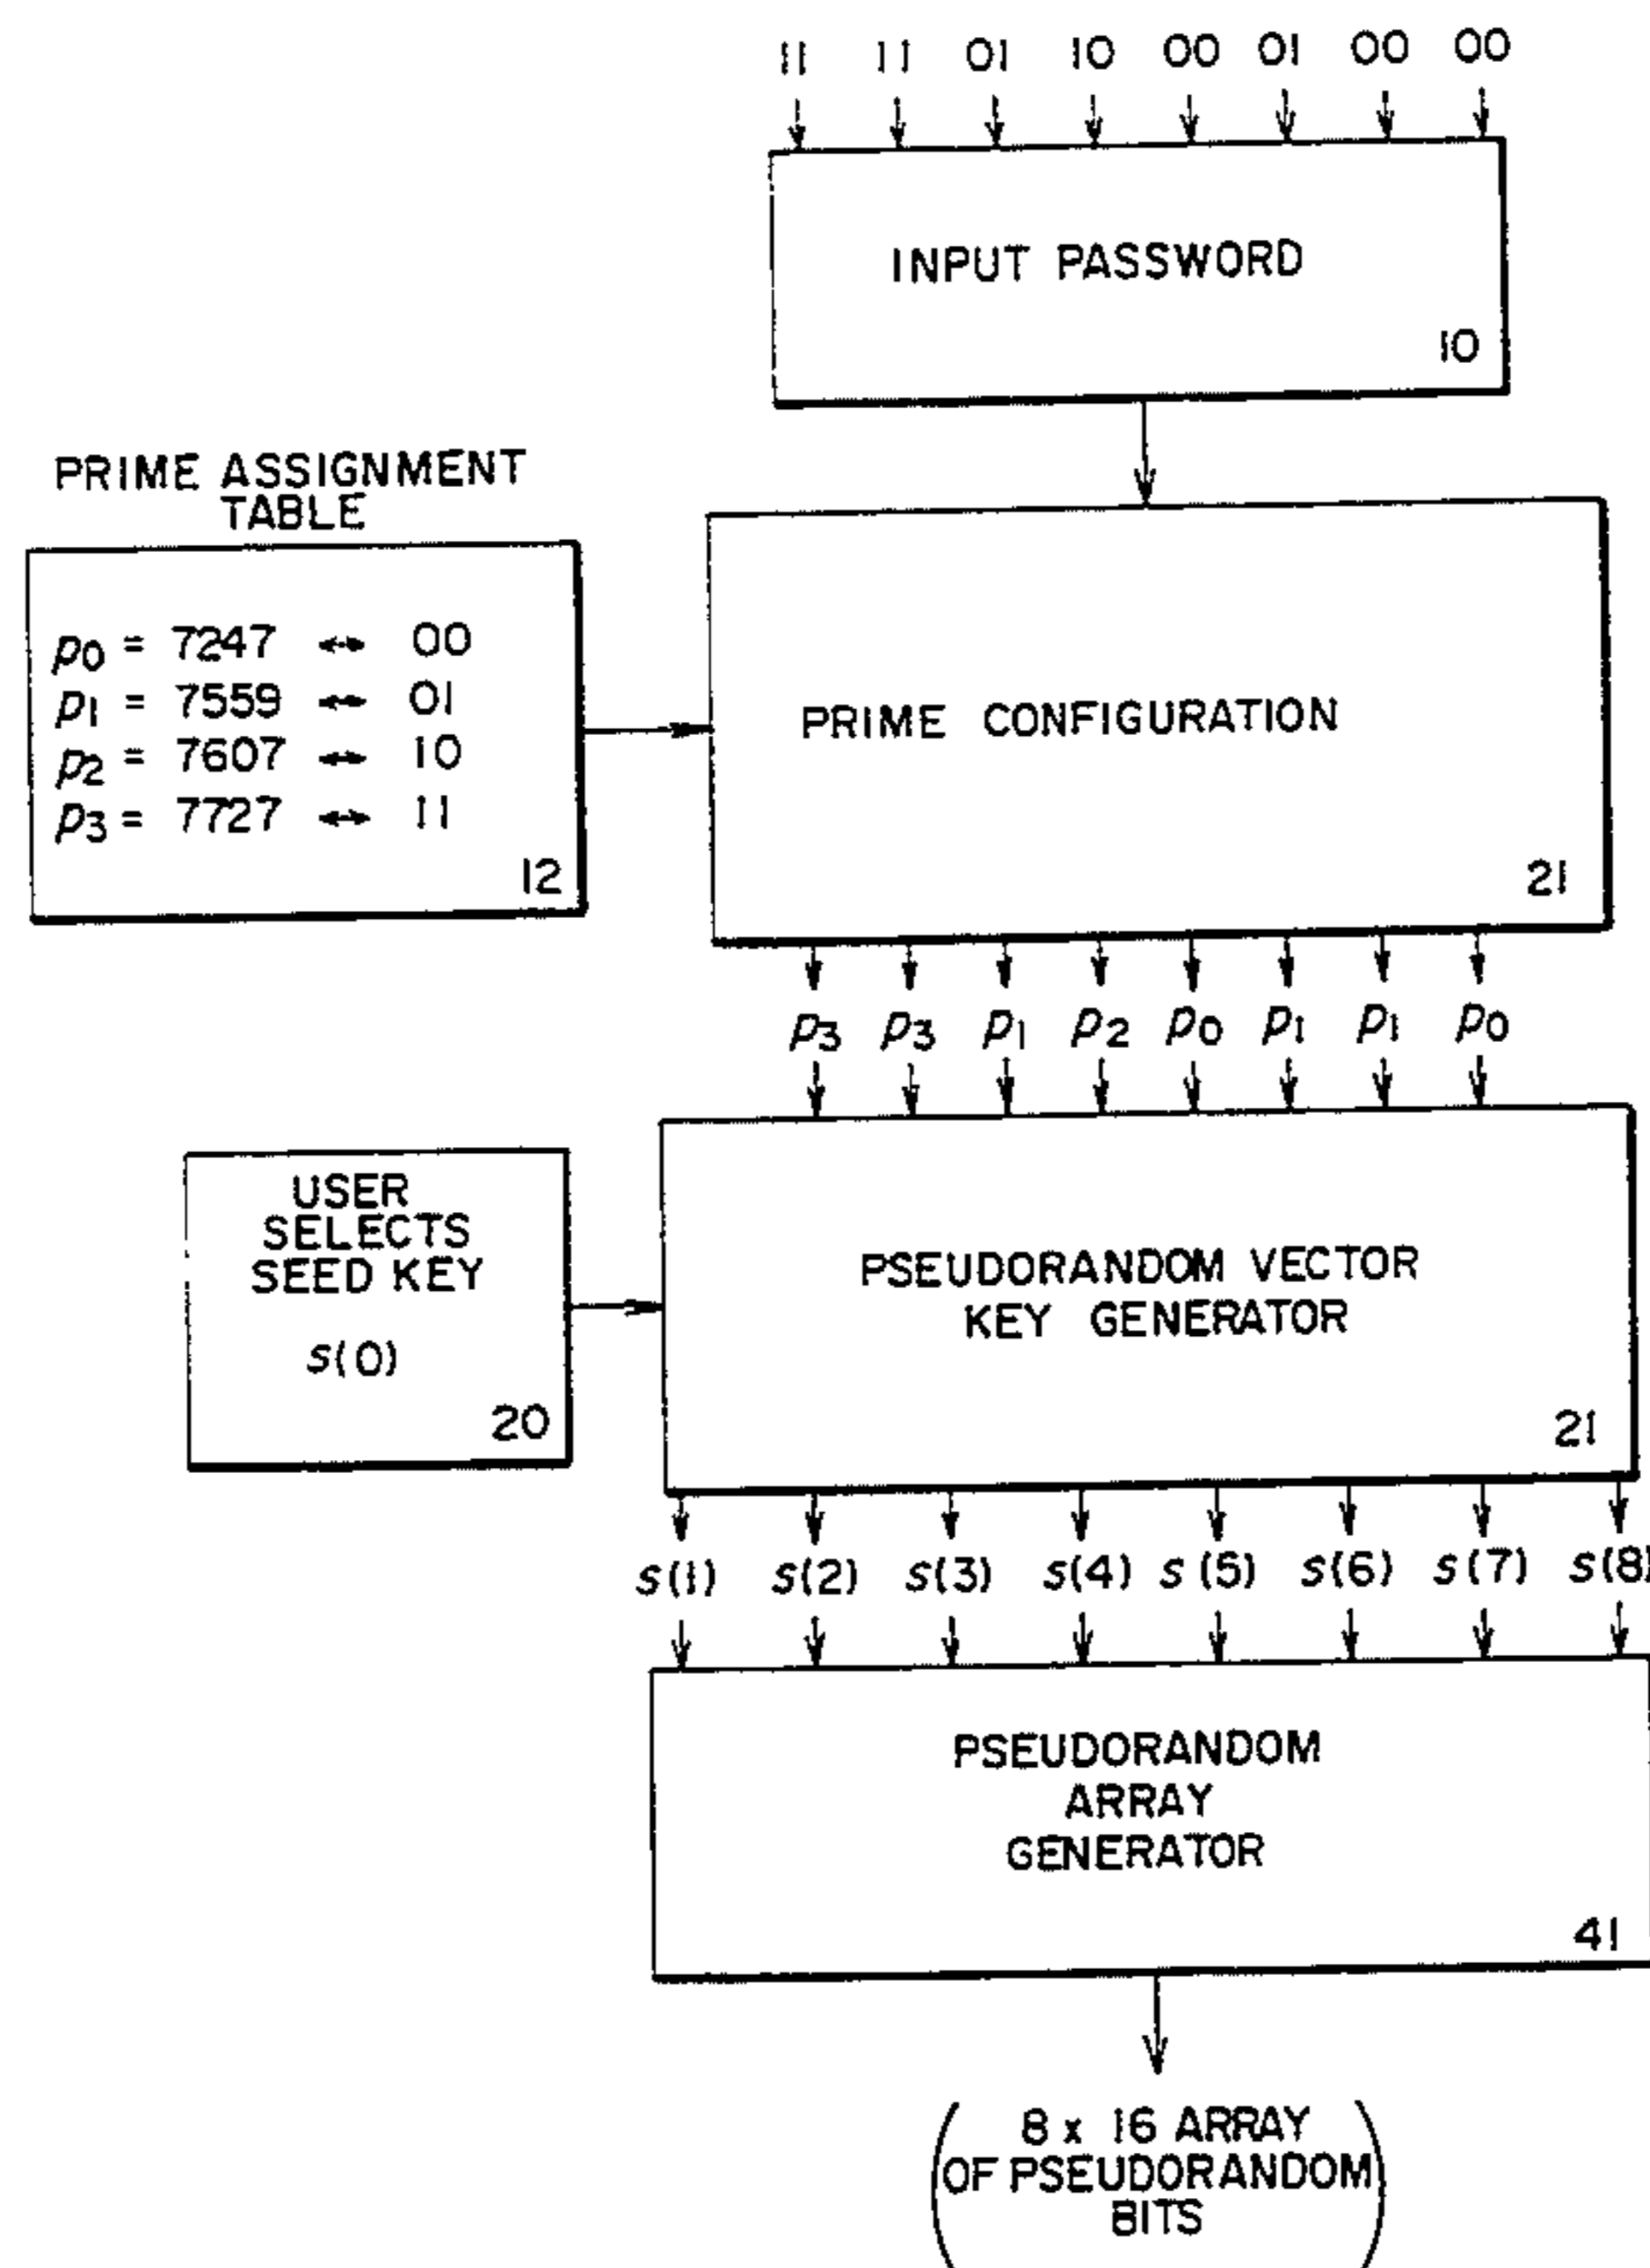 11 11 01 10 00 01 00 00
INPUT PASSWORD
10
PRIME ASSIGNMENT
TABLE
p0 = 7247 ↔ 00
p1 = 7559 ↔ 01
p2 = 7607 ↔ 10
p3 = 7727 ↔ 11
12
PRIME CONFIGURATION
21
p3 p3 p1 p2 p0 p1 p1 p0
USER
SELECTS
SEED KEY
s(0)
20
PSEUDORANDOM VECTOR
KEY GENERATOR
21
s(1) s(2) s(3) s(4) s(5) s(6) s(7) s(8)
PSEUDORANDOM
ARRAY
GENERATOR
41
( 8 x 16 ARRAY
OF PSEUDORANDOM
BITS )